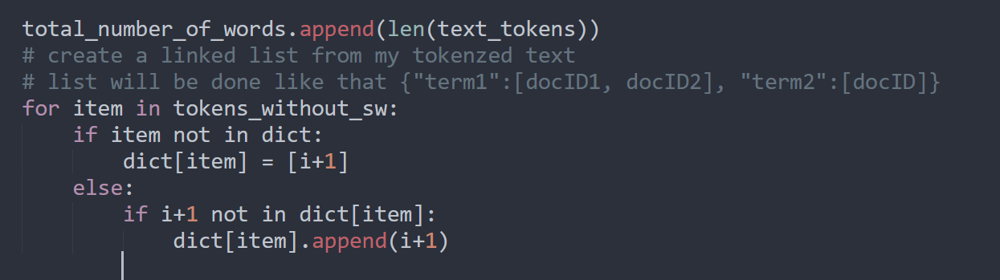 total_number_of_words.append(len(text_tokens))
# create a linked list from my tokenzed text
# list will be done like that {"term1":[docID1, docID2], "term2":[docID]}
for item in tokens_without_sw:
    if item not in dict:
        dict[item] = [i+1]
    else:
        if i+1 not in dict[item]:
            dict[item].append(i+1)